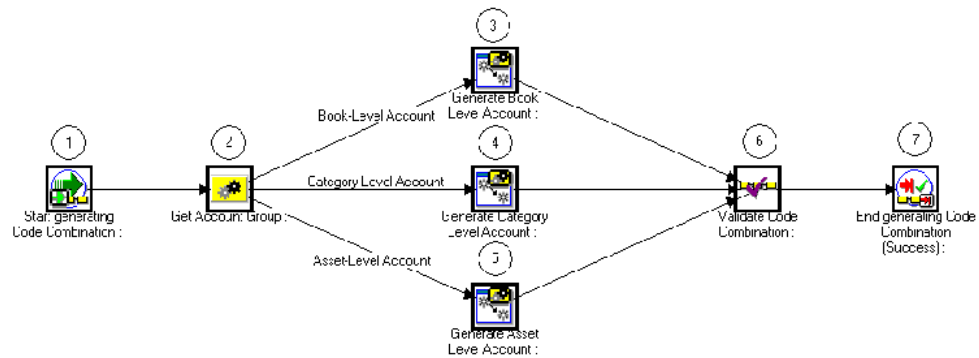 3
Generate Book
Level Account :
Book-Level Account
1
2
4
6
7
Category Level Account
Start generating
Code Combination :
Get Account Group :
Generate Category
Level Account :
Validate Code
Combination :
End generating Code
Combination
(Success) :
Asset-Level Account
5
Generate Asset
Level Account :